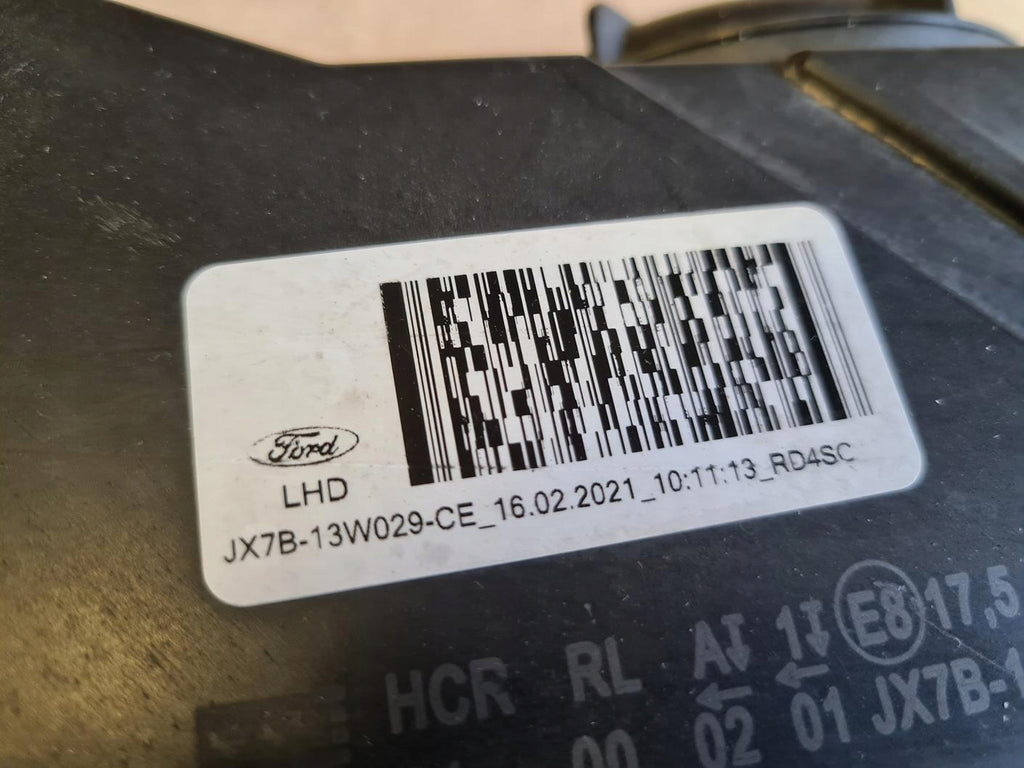 Ford
LHD
JX7B-13W029-CE_16.02.2021_10:11:13_RD4SC
HCR RL A 1 E8 17,5
00 02 01 JX7B-1